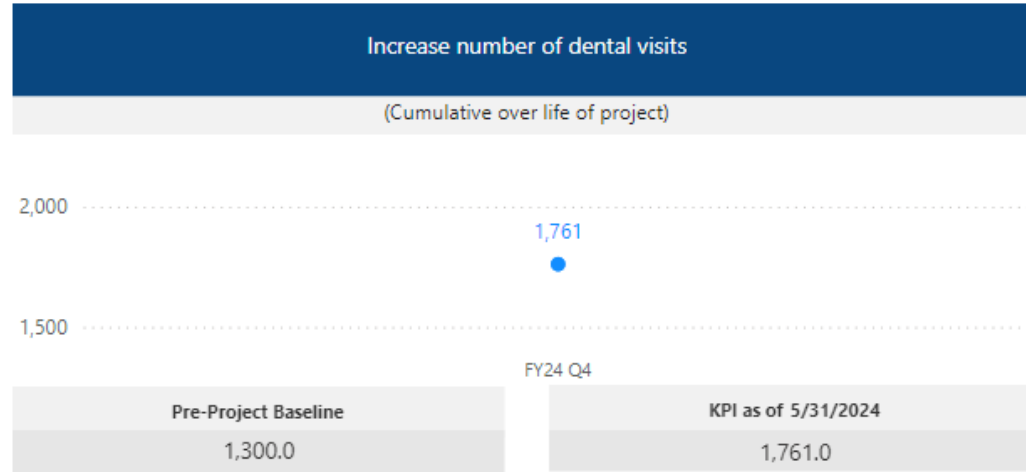 Increase number of dental visits
(Cumulative over life of project)
2,000
1,761
1,500
FY24 Q4
Pre-Project Baseline
1,300.0
KPI as of 5/31/2024
1,761.0